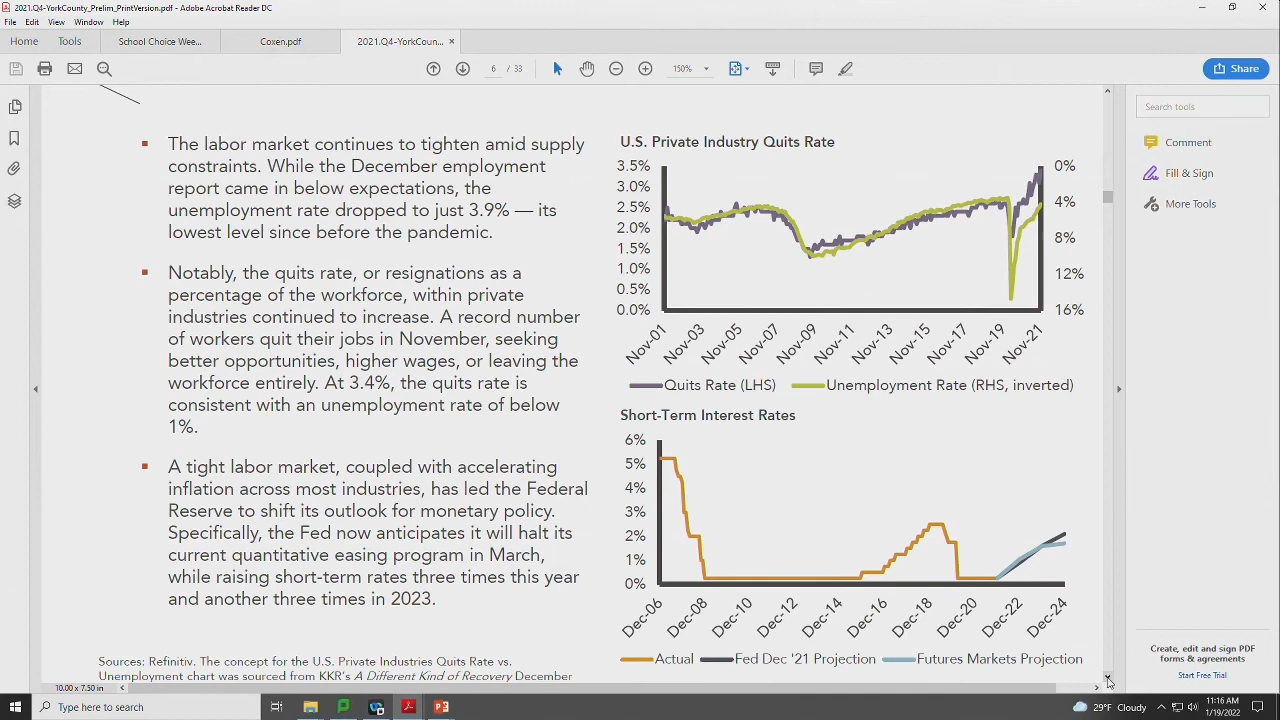 2021.Q4-YorkCounty_Prelim_PrintVersion.pdf - Adobe Acrobat Reader DC
File Edit View Window Help
Home Tools School Choice Wee... Coxen.pdf 2021.Q4-YorkCoun... ×
6 / 33 150% Share
Search tools
Comment
Fill & Sign
More Tools
The labor market continues to tighten amid supply
constraints. While the December employment
report came in below expectations, the
unemployment rate dropped to just 3.9% — its
lowest level since before the pandemic.
Notably, the quits rate, or resignations as a
percentage of the workforce, within private
industries continued to increase. A record number
of workers quit their jobs in November, seeking
better opportunities, higher wages, or leaving the
workforce entirely. At 3.4%, the quits rate is
consistent with an unemployment rate of below
1%.
A tight labor market, coupled with accelerating
inflation across most industries, has led the Federal
Reserve to shift its outlook for monetary policy.
Specifically, the Fed now anticipates it will halt its
current quantitative easing program in March,
while raising short-term rates three times this year
and another three times in 2023.
U.S. Private Industry Quits Rate
3.5% 0%
3.0%
2.5% 4%
2.0%
1.5% 8%
1.0% 12%
0.5%
0.0% 16%
Nov-01 Nov-03 Nov-05 Nov-07 Nov-09 Nov-11 Nov-13 Nov-15 Nov-17 Nov-19 Nov-21
Quits Rate (LHS) Unemployment Rate (RHS, inverted)
Short-Term Interest Rates
6%
5%
4%
3%
2%
1%
0%
Dec-06 Dec-08 Dec-10 Dec-12 Dec-14 Dec-16 Dec-18 Dec-20 Dec-22 Dec-24
Actual Fed Dec '21 Projection Futures Markets Projection
Sources: Refinitiv. The concept for the U.S. Private Industries Quits Rate vs.
Unemployment chart was sourced from KKR's A Different Kind of Recovery December
Create, edit and sign PDF
forms & agreements
Start Free Trial
10.00 x 7.50 in
Type here to search
29°F Cloudy
11:16 AM
1/19/2022